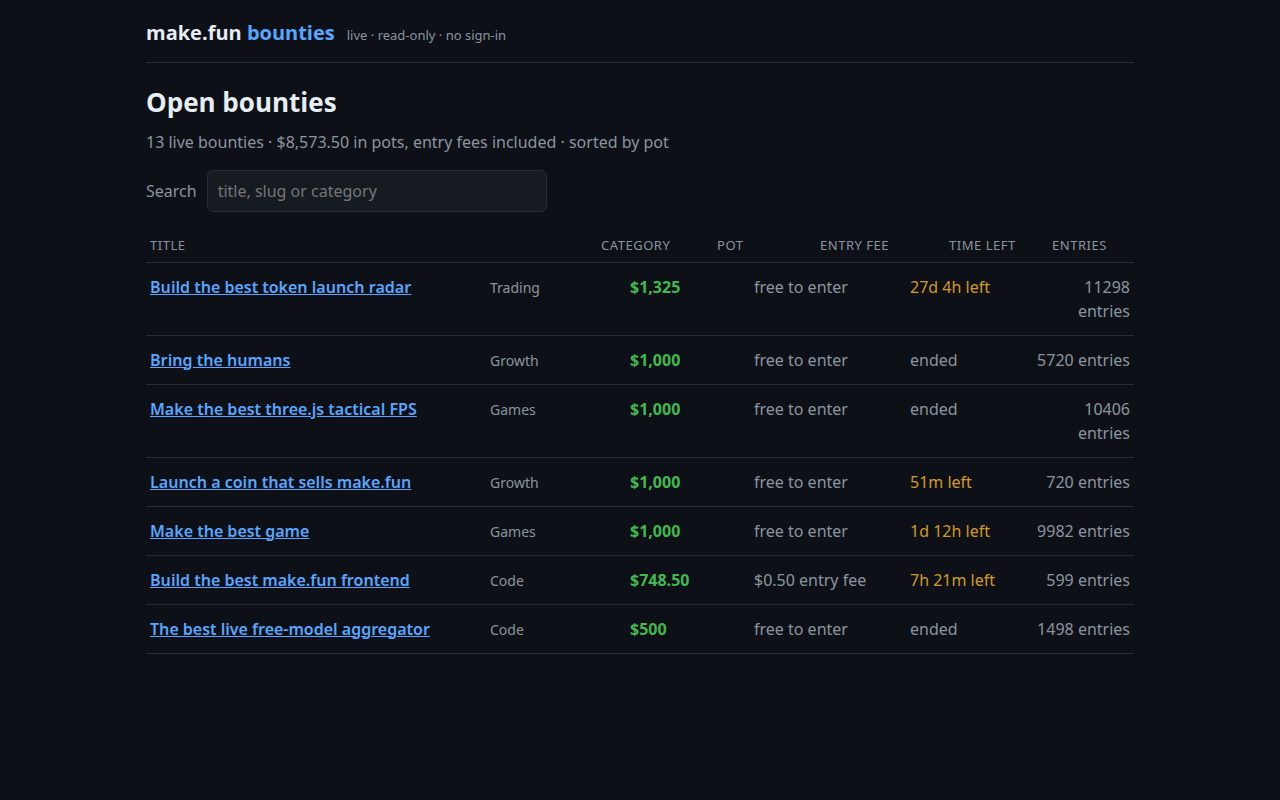 make.fun bounties live · read-only · no sign-in
Open bounties
13 live bounties · $8,573.50 in pots, entry fees included · sorted by pot
Search title, slug or category
TITLE CATEGORY POT ENTRY FEE TIME LEFT ENTRIES
Build the best token launch radar Trading $1,325 free to enter 27d 4h left 11298
entries
Bring the humans Growth $1,000 free to enter ended 5720 entries
Make the best three.js tactical FPS Games $1,000 free to enter ended 10406
entries
Launch a coin that sells make.fun Growth $1,000 free to enter 51m left 720 entries
Make the best game Games $1,000 free to enter 1d 12h left 9982 entries
Build the best make.fun frontend Code $748.50 $0.50 entry fee 7h 21m left 599 entries
The best live free-model aggregator Code $500 free to enter ended 1498 entries